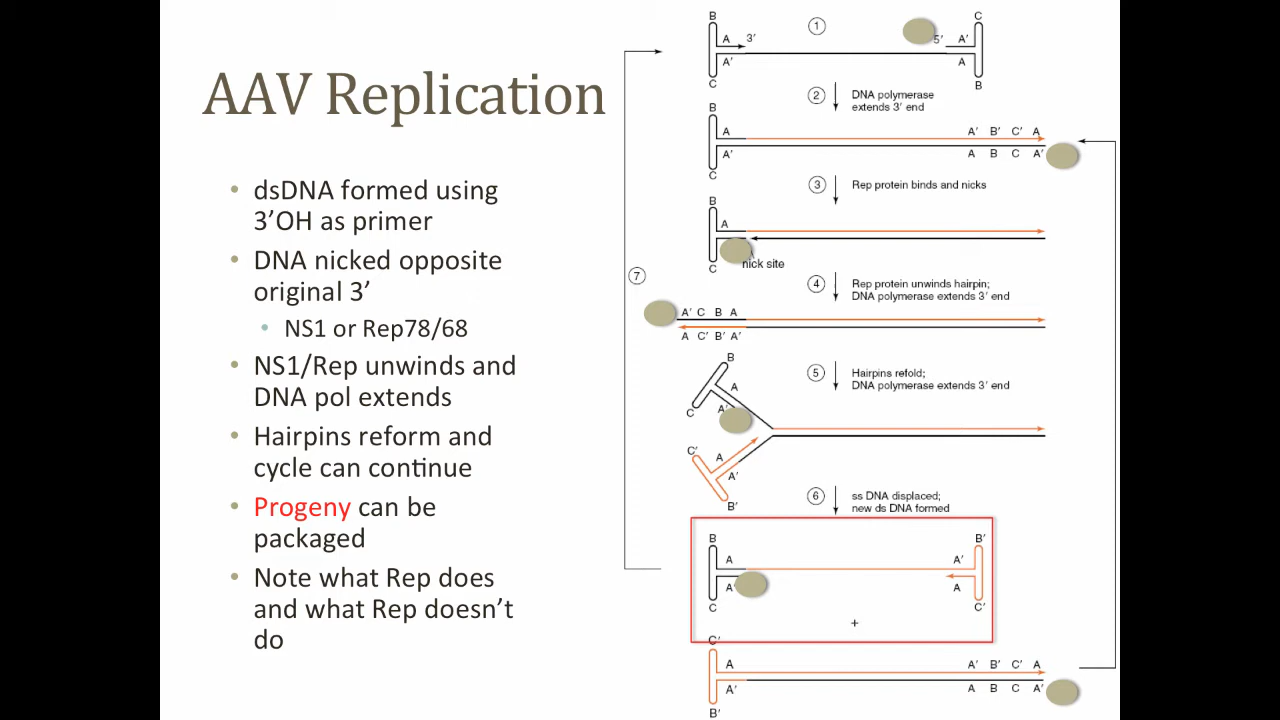 AAV Replication
• dsDNA formed using
3’OH as primer
• DNA nicked opposite
original 3’
• NS1 or Rep78/68
• NS1/Rep unwinds and
DNA pol extends
• Hairpins reform and
cycle can continue
• Progeny can be
packaged
• Note what Rep does
and what Rep doesn’t
do
B
A 3′
A′
C
1
5′
C
A′
A
B
2
DNA polymerase
extends 3′ end
B
A
A′
C
A′ B′ C′ A
A B C A′
3
Rep protein binds and nicks
B
A
C
nick site
7
4
Rep protein unwinds hairpin;
DNA polymerase extends 3′ end
A′ C B A
A C′ B′ A′
5
Hairpins refold;
DNA polymerase extends 3′ end
B
A
C
A′
C′
A
A′
B′
6
ss DNA displaced;
new ds DNA formed
B
A
A′
C
B′
A′
A
C′
+
C′
A
A′
B′
A′ B′ C′ A
A B C A′